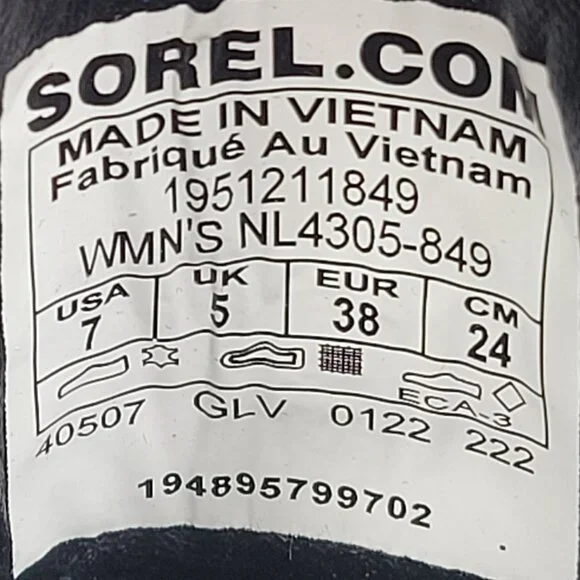 SOREL.COM
MADE IN VIETNAM
Fabriqué Au Vietnam
1951211849
WMN'S NL4305-849
USA UK EUR CM
7 5 38 24
ECA-3
40507 GLV 0122 222
194895799702